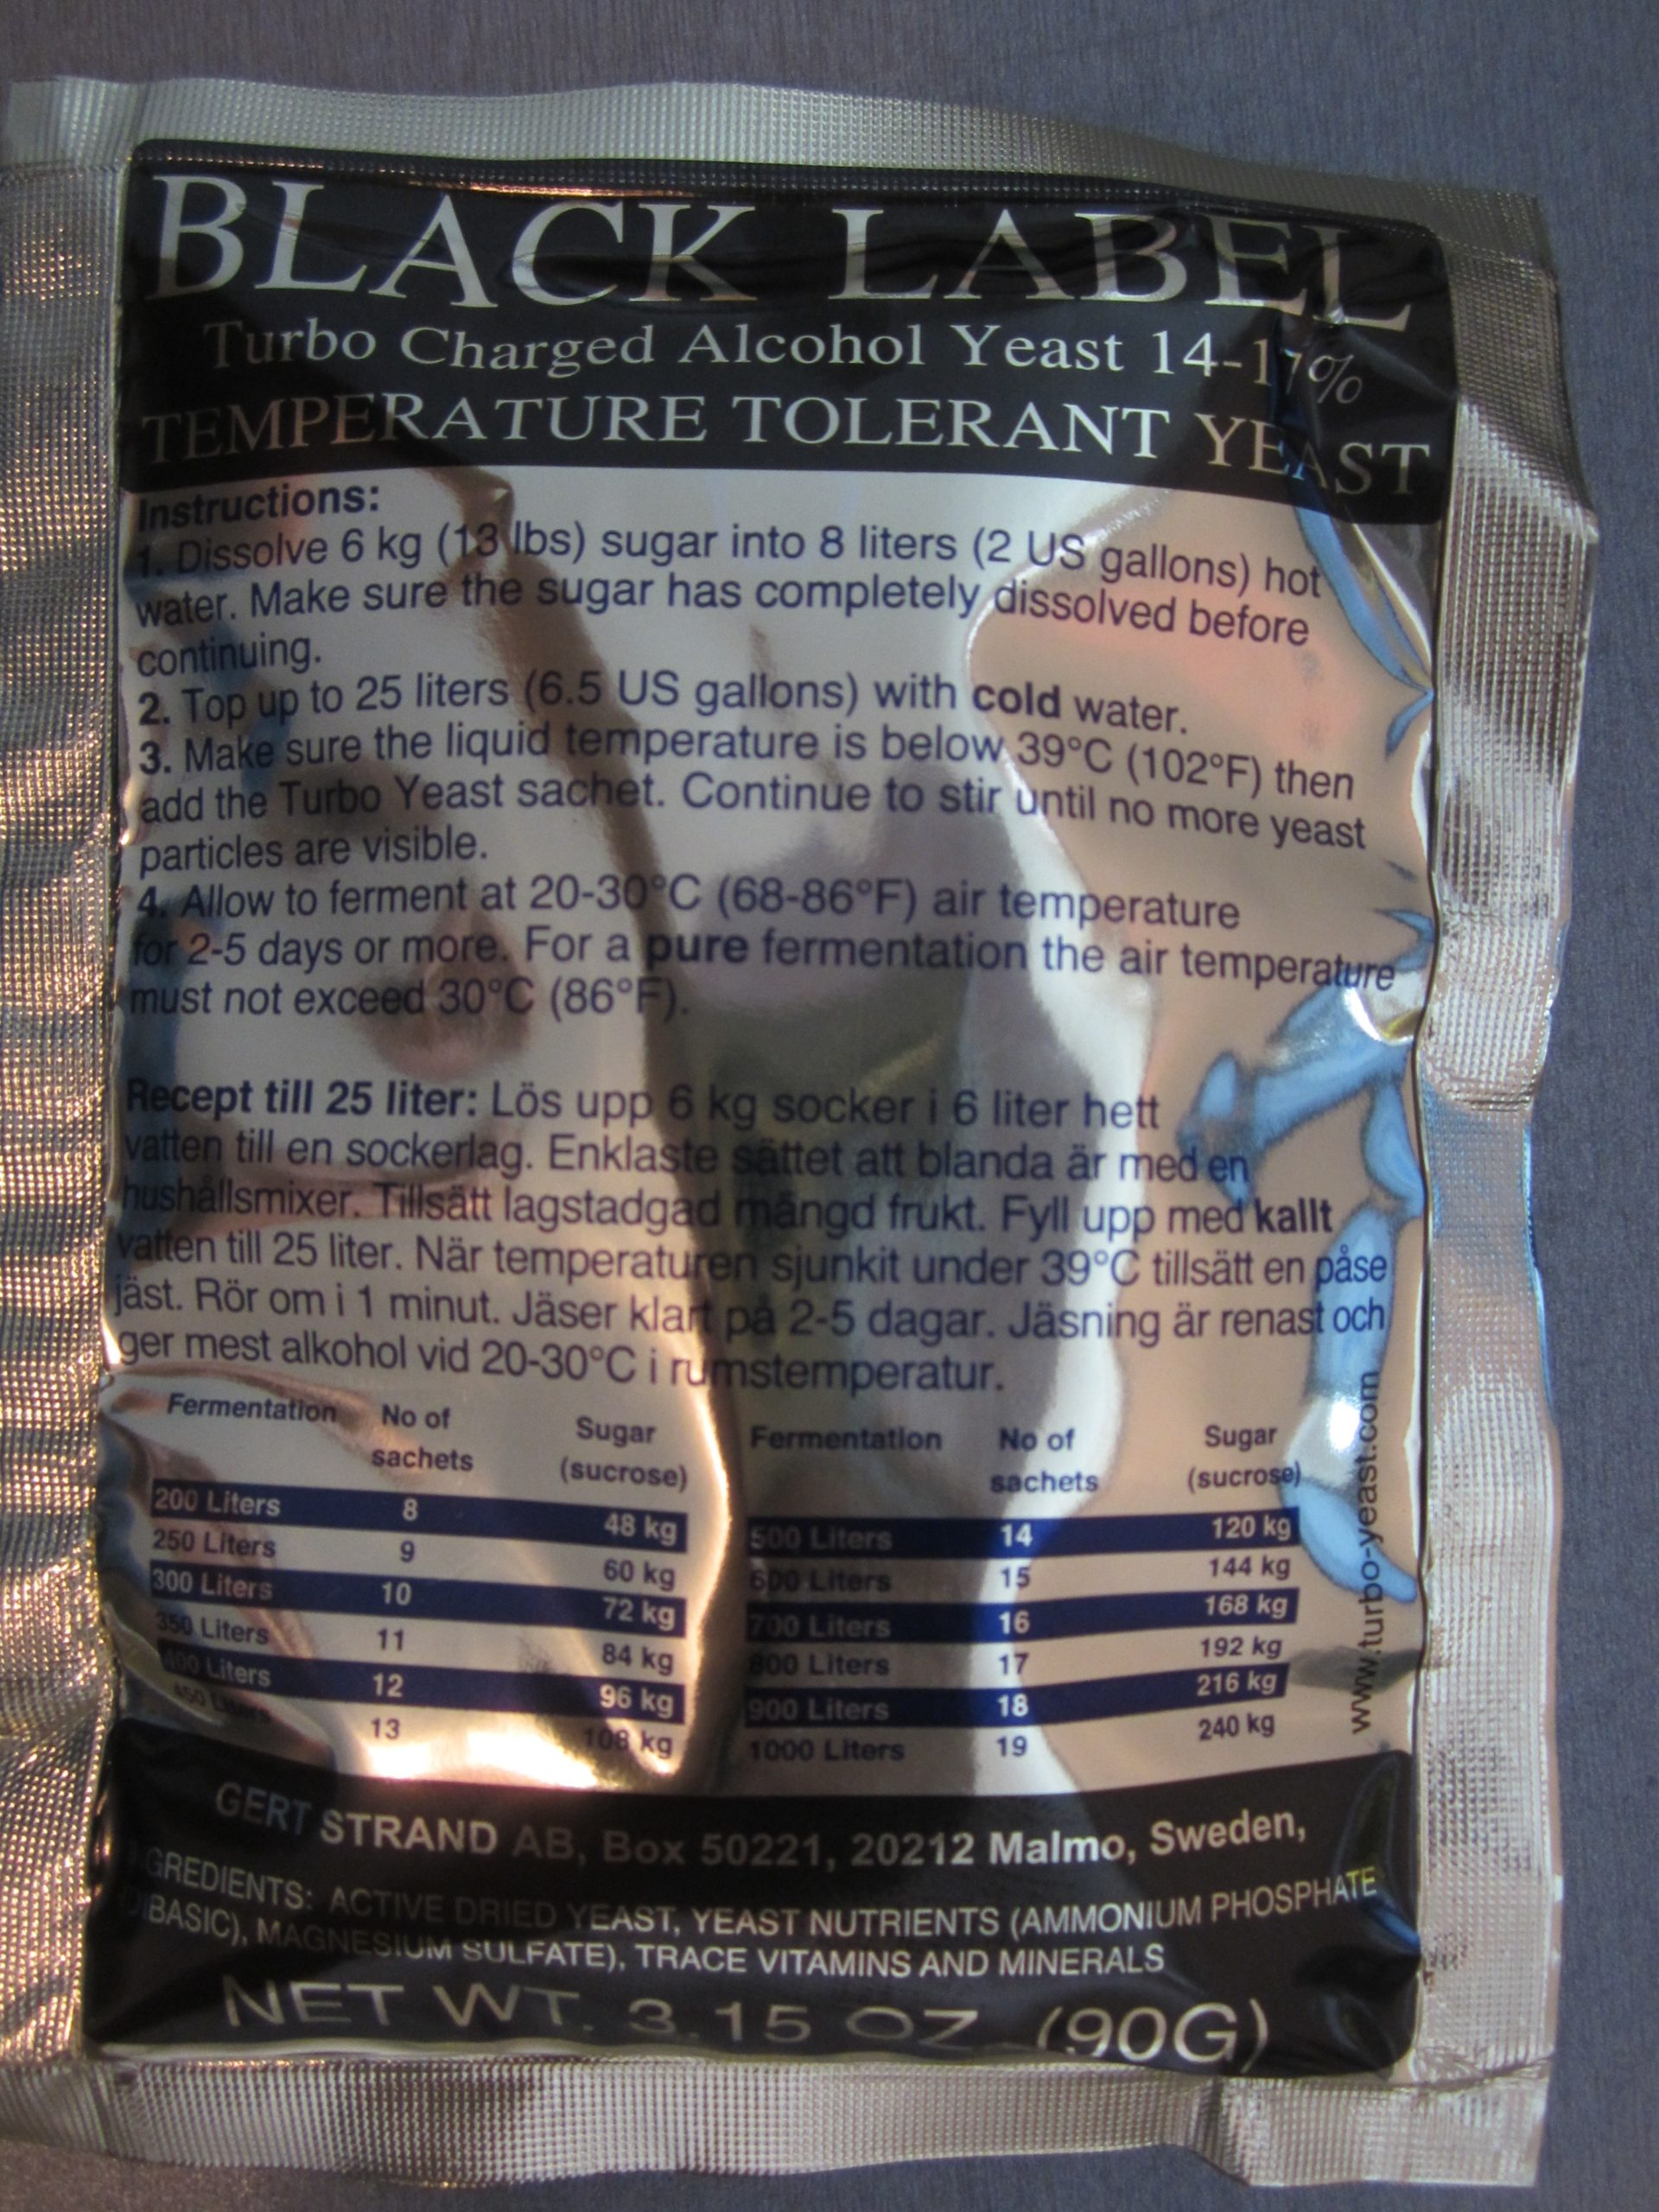 BLACK LABEL
Turbo Charged Alcohol Yeast 14-17%
TEMPERATURE TOLERANT YEAST
Instructions:
1. Dissolve 6 kg (13 lbs) sugar into 8 liters (2 US gallons) hot
water. Make sure the sugar has completely dissolved before
continuing.
2. Top up to 25 liters (6.5 US gallons) with cold water.
3. Make sure the liquid temperature is below 39°C (102°F) then
add the Turbo Yeast sachet. Continue to stir until no more yeast
particles are visible.
4. Allow to ferment at 20-30°C (68-86°F) air temperature
for 2-5 days or more. For a pure fermentation the air temperature
must not exceed 30°C (86°F).
Recept till 25 liter: Lös upp 6 kg socker i 6 liter hett
vatten till en sockerlag. Enklaste sättet att blanda är med en
hushållsmixer. Tillsätt lagstadgad mängd frukt. Fyll upp med kallt
vatten till 25 liter. När temperaturen sjunkit under 39°C tillsätt en påse
jäst. Rör om i 1 minut. Jäser klart på 2-5 dagar. Jäsning är renast och
ger mest alkohol vid 20-30°C i rumstemperatur.
Fermentation No of sachets Sugar (sucrose)
200 Liters 8 48 kg
250 Liters 9 60 kg
300 Liters 10 72 kg
350 Liters 11 84 kg
400 Liters 12 96 kg
450 Liters 13 108 kg
Fermentation No of sachets Sugar (sucrose)
500 Liters 14 120 kg
600 Liters 15 144 kg
700 Liters 16 168 kg
800 Liters 17 192 kg
900 Liters 18 216 kg
1000 Liters 19 240 kg
www.turbo-yeast.com
GERT STRAND AB, Box 50221, 20212 Malmo, Sweden,
INGREDIENTS: ACTIVE DRIED YEAST, YEAST NUTRIENTS (AMMONIUM PHOSPHATE
DIBASIC), MAGNESIUM SULFATE), TRACE VITAMINS AND MINERALS
NET WT. 3.15 OZ (90G)